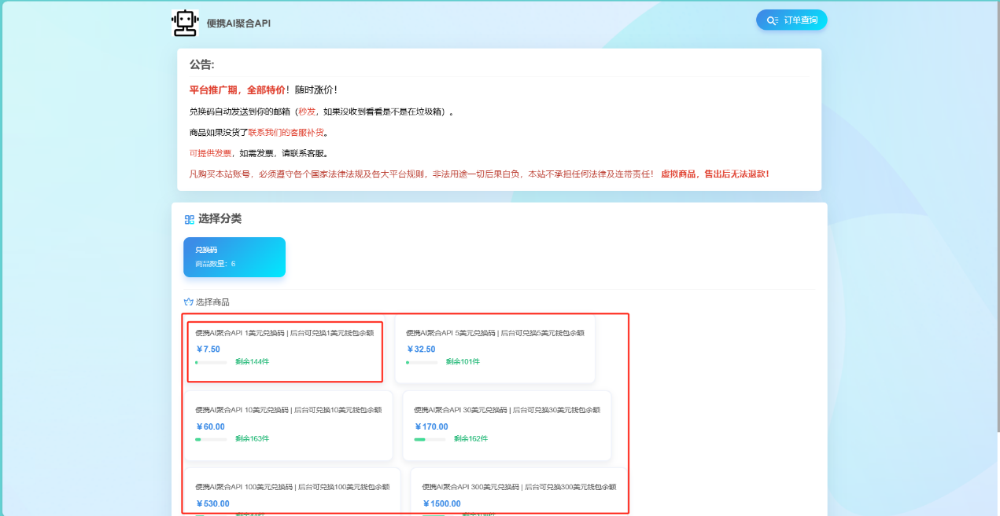 便携AI聚合API
订单查询
公告:
平台推广期，全部特价！随时涨价！
兑换码自动发送到你的邮箱（秒发，如果没收到看看是不是在垃圾箱）。
商品如果没货了联系我们的客服补货。
可提供发票，如需发票，请联系客服。
凡购买本站账号，必须遵守各个国家法律法规及各大平台规则，非法用途一切后果自负，本站不承担任何法律及连带责任！ 虚拟商品，售出后无法退款！
选择分类
兑换码
商品数量：6
选择商品
便携AI聚合API 1美元兑换码 | 后台可兑换1美元钱包余额
￥7.50
剩余144件
便携AI聚合API 5美元兑换码 | 后台可兑换5美元钱包余额
￥32.50
剩余101件
便携AI聚合API 10美元兑换码 | 后台可兑换10美元钱包余额
￥60.00
剩余163件
便携AI聚合API 30美元兑换码 | 后台可兑换30美元钱包余额
￥170.00
剩余162件
便携AI聚合API 100美元兑换码 | 后台可兑换100美元钱包余额
￥530.00
便携AI聚合API 300美元兑换码 | 后台可兑换300美元钱包余额
￥1500.00